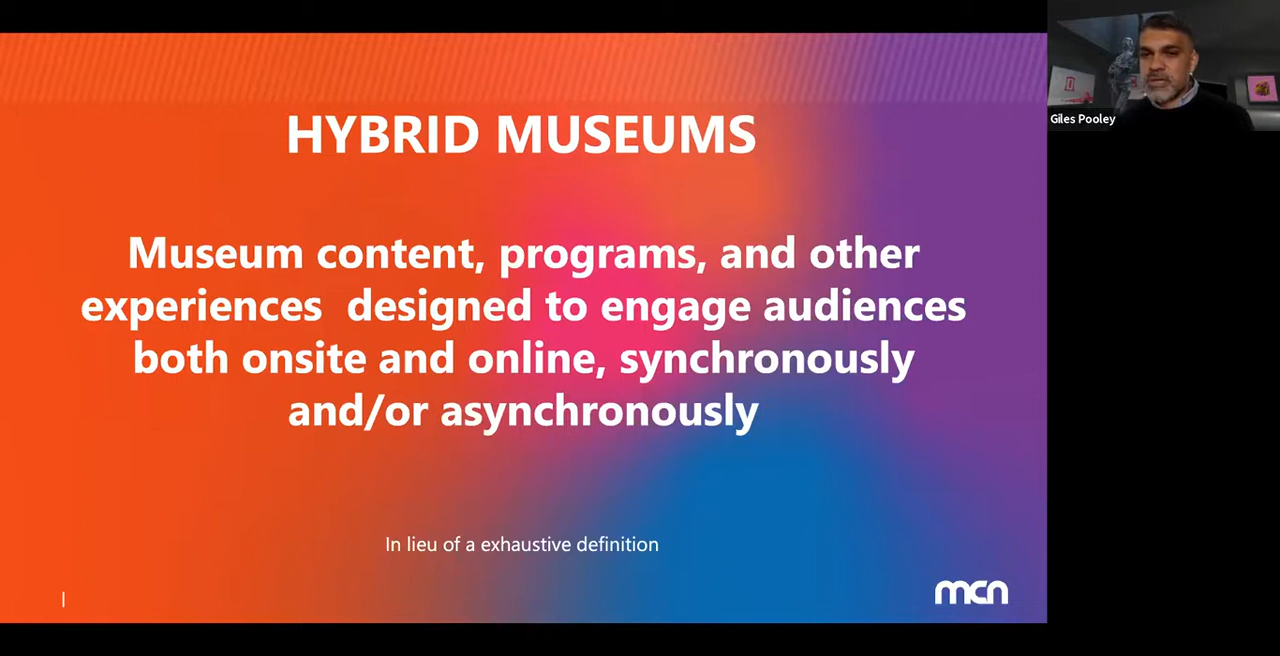 HYBRID MUSEUMS
Museum content, programs, and other
experiences  designed to engage audiences
both onsite and online, synchronously
and/or asynchronously
In lieu of a exhaustive definition
|
mcn
Giles Pooley